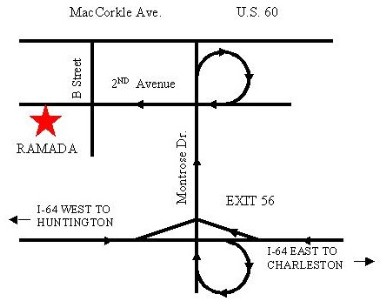 MacCorkle Ave. U.S. 60
B Street
2ND Avenue
RAMADA
Montrose Dr.
EXIT 56
I-64 WEST TO
HUNTINGTON
I-64 EAST TO
CHARLESTON